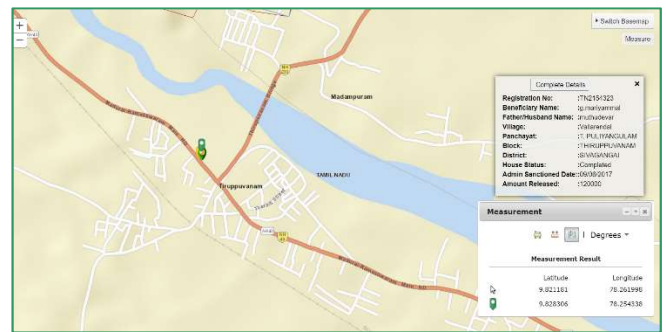 +
−
Switch Basemap
Measure
Madanpuram
TAMIL NADU
Tiruppuvanam
Complete Details ×
Registration No: :TN2154323
Beneficiary Name: :g.mariyammal
Father/Husband Name: :muthudevar
Village: :Vallarendal
Panchayat: :T. PULIYANGULAM
Block: :THIRUPPUVANAM
District: :SIVAGANGAI
House Status: :Completed
Admin Sanctioned Date: :09/08/2017
Amount Released: :120000
Measurement
| Degrees
Measurement Result
Latitude Longitude
9.821181 78.261998
9.828306 78.254338